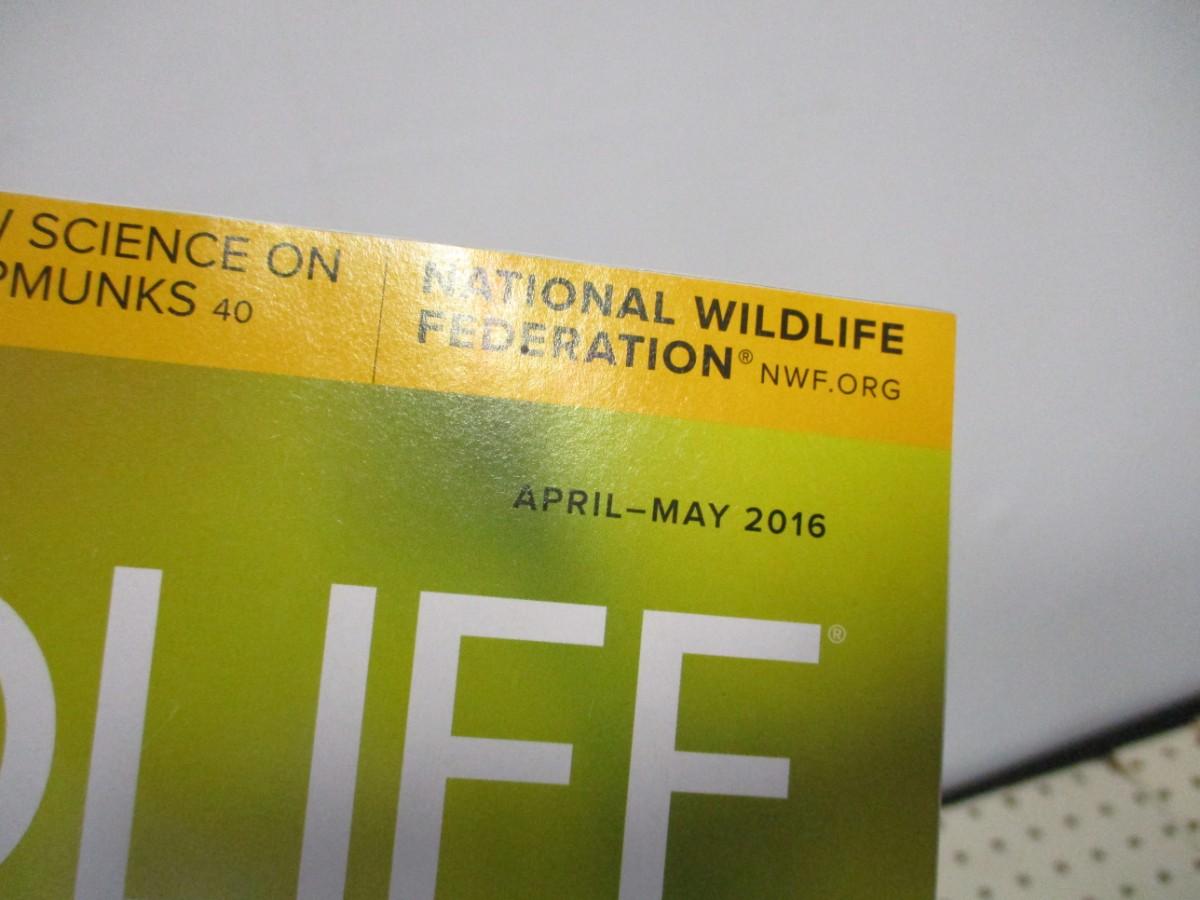 SCIENCE ON
PMUNKS 40
NATIONAL WILDLIFE
FEDERATION® NWF.ORG
APRIL–MAY 2016
LIFE®